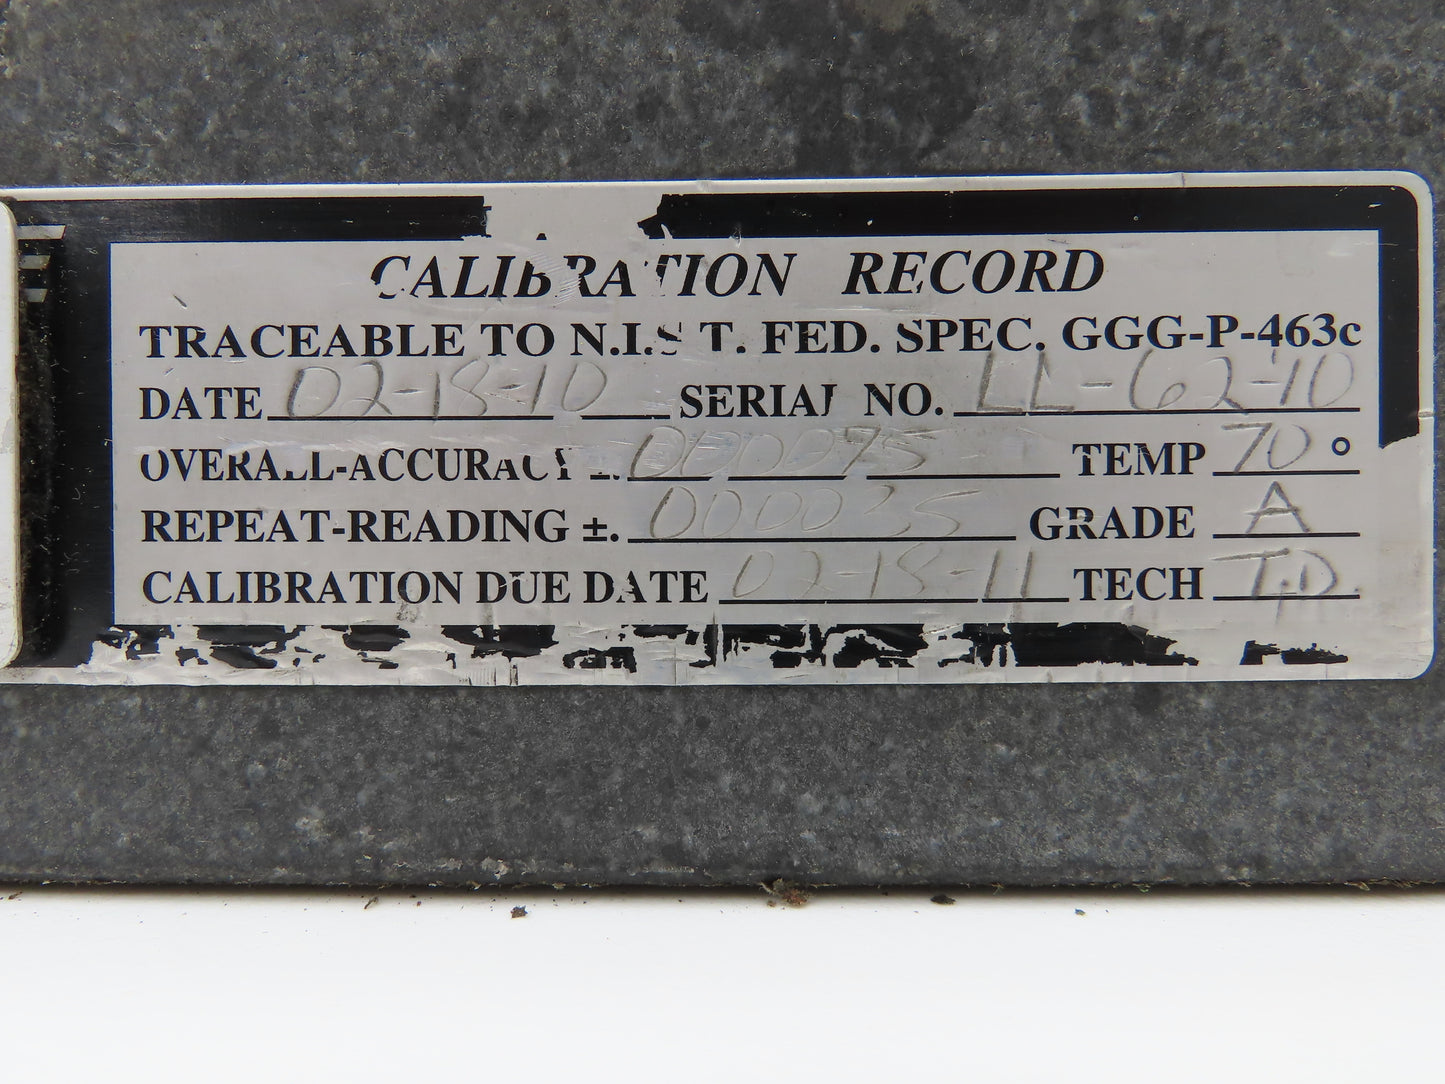 CALIBRATION RECORD
TRACEABLE TO N.I.S.T. FED. SPEC. GGG-P-463c
DATE 02-18-10 SERIAL NO. LL-62-10
OVERALL-ACCURACY ±. 000075 TEMP 70°
REPEAT-READING ±. GRADE A
CALIBRATION DUE DATE 02-18-11 TECH T.D.